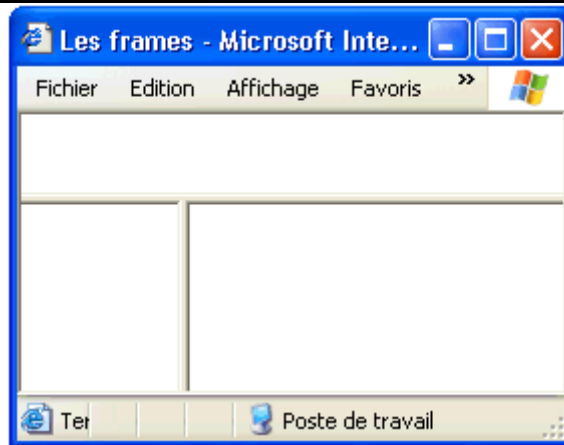 Les frames - Microsoft Inte...
Fichier Edition Affichage Favoris »
Ter Poste de travail